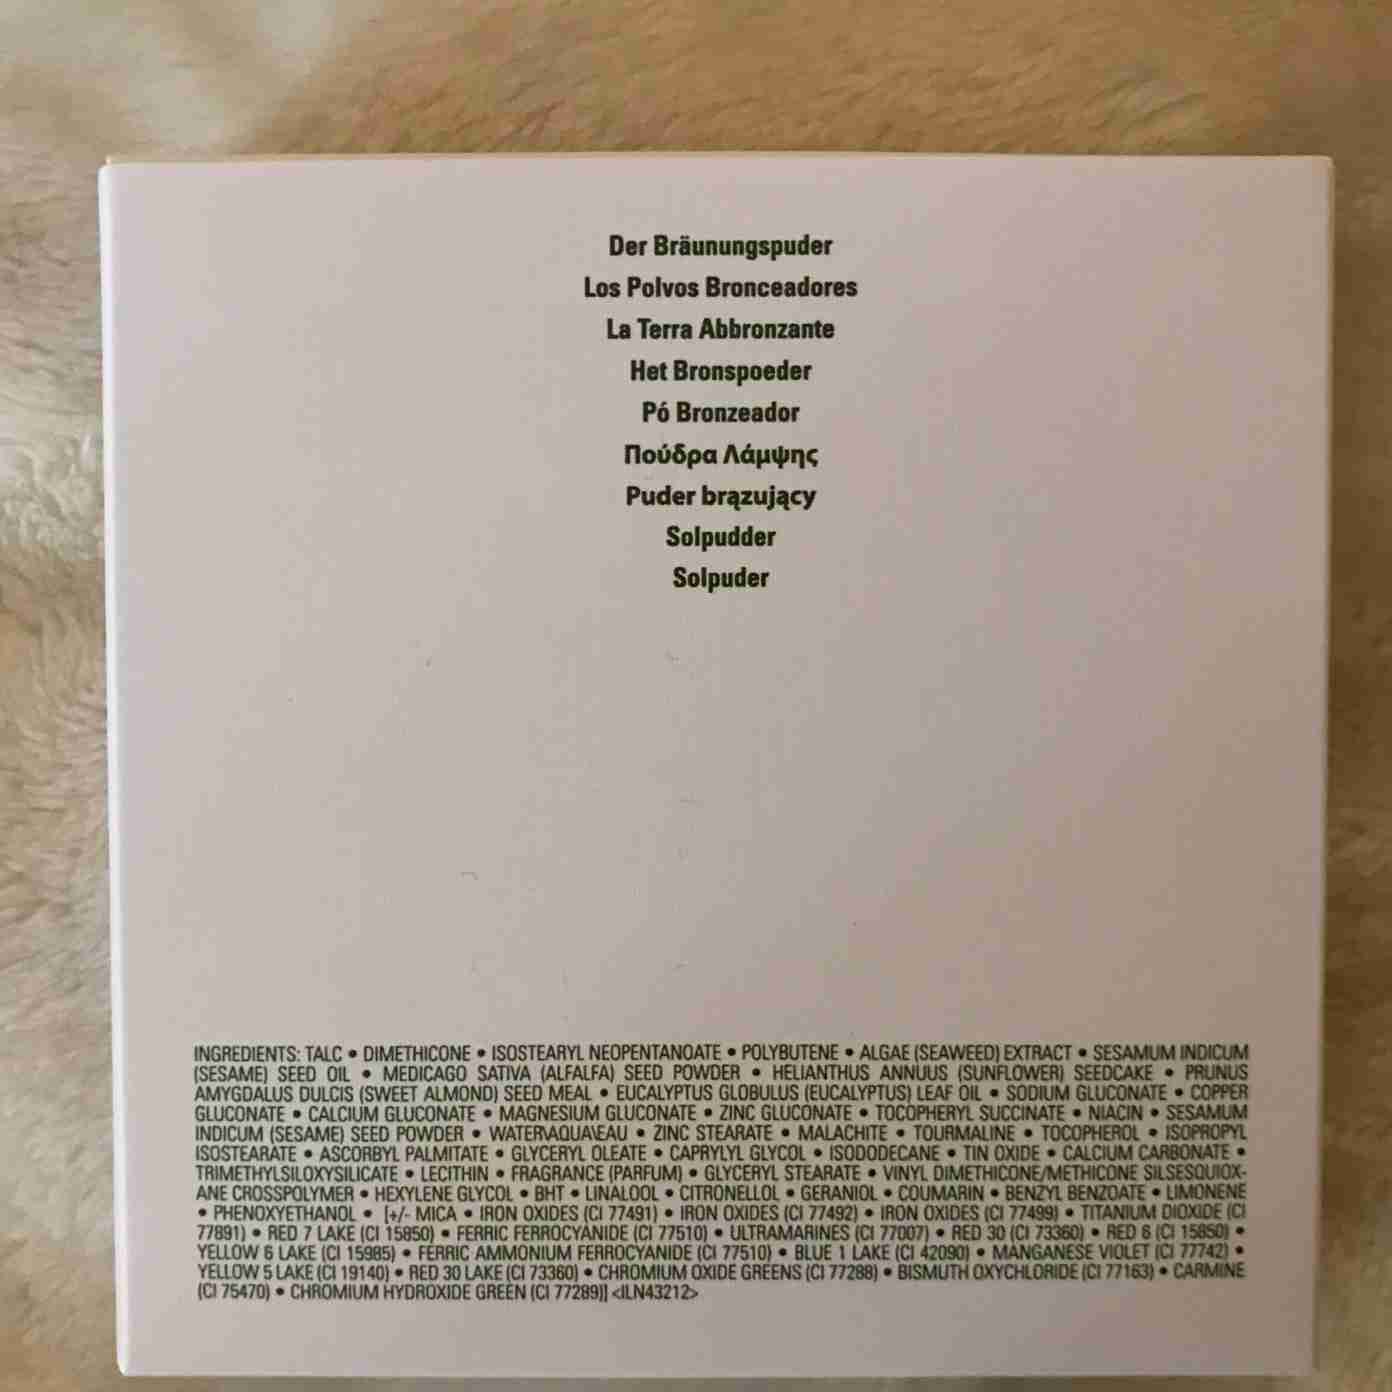 Der Bräunungspuder
Los Polvos Bronceadores
La Terra Abbronzante
Het Bronspoeder
Pó Bronzeador
Πούδρα Λάμψης
Puder brązujący
Solpudder
Solpuder
INGREDIENTS: TALC • DIMETHICONE • ISOSTEARYL NEOPENTANOATE • POLYBUTENE • ALGAE (SEAWEED) EXTRACT • SESAMUM INDICUM
(SESAME) SEED OIL • MEDICAGO SATIVA (ALFALFA) SEED POWDER • HELIANTHUS ANNUUS (SUNFLOWER) SEEDCAKE • PRUNUS
AMYGDALUS DULCIS (SWEET ALMOND) SEED MEAL • EUCALYPTUS GLOBULUS (EUCALYPTUS) LEAF OIL • SODIUM GLUCONATE • COPPER
GLUCONATE • CALCIUM GLUCONATE • MAGNESIUM GLUCONATE • ZINC GLUCONATE • TOCOPHERYL SUCCINATE • NIACIN • SESAMUM
INDICUM (SESAME) SEED POWDER • WATER\AQUA\EAU • ZINC STEARATE • MALACHITE • TOURMALINE • TOCOPHEROL • ISOPROPYL
ISOSTEARATE • ASCORBYL PALMITATE • GLYCERYL OLEATE • CAPRYLYL GLYCOL • ISODODECANE • TIN OXIDE • CALCIUM CARBONATE •
TRIMETHYLSILOXYSILICATE • LECITHIN • FRAGRANCE (PARFUM) • GLYCERYL STEARATE • VINYL DIMETHICONE/METHICONE SILSESQUIOX-
ANE CROSSPOLYMER • HEXYLENE GLYCOL • BHT • LINALOOL • CITRONELLOL • GERANIOL • COUMARIN • BENZYL BENZOATE • LIMONENE
• PHENOXYETHANOL • [+/- MICA • IRON OXIDES (CI 77491) • IRON OXIDES (CI 77492) • IRON OXIDES (CI 77499) • TITANIUM DIOXIDE (CI
77891) • RED 7 LAKE (CI 15850) • FERRIC FERROCYANIDE (CI 77510) • ULTRAMARINES (CI 77007) • RED 30 (CI 73360) • RED 6 (CI 15850) •
YELLOW 6 LAKE (CI 15985) • FERRIC AMMONIUM FERROCYANIDE (CI 77510) • BLUE 1 LAKE (CI 42090) • MANGANESE VIOLET (CI 77742) •
YELLOW 5 LAKE (CI 19140) • RED 30 LAKE (CI 73360) • CHROMIUM OXIDE GREENS (CI 77288) • BISMUTH OXYCHLORIDE (CI 77163) • CARMINE
(CI 75470) • CHROMIUM HYDROXIDE GREEN (CI 77289)] <ILN43212>